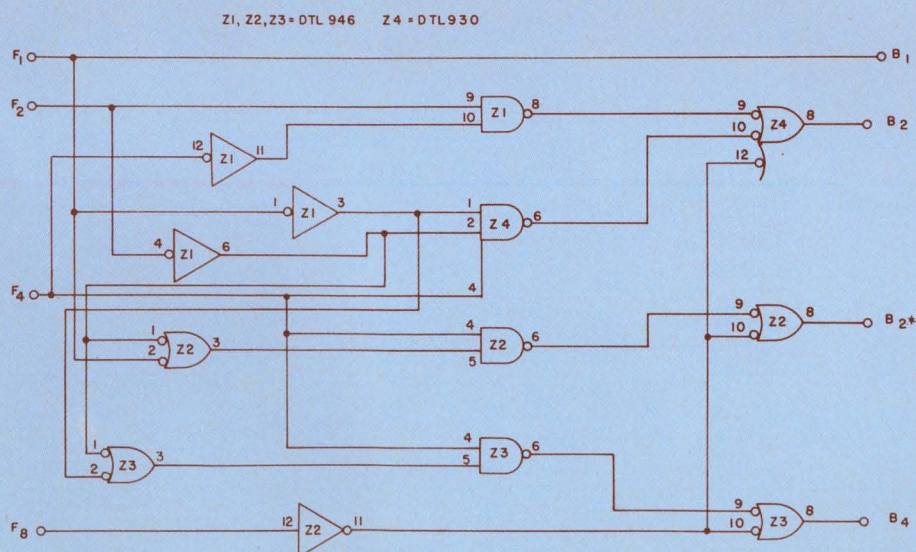 Z1, Z2, Z3 = DTL 946 Z4 = DTL 930
F1 B1
F2 9 Z1 8 9 Z4 8 B2
10 10
12 Z1 11 12
1 Z1 3 1 Z4 6
2
4 Z1 6
F4 4
1 Z2 3 4 Z2 6 9 Z2 8 B2*
2 5 10
1 Z3 3 4 Z3 6
2 5
9 Z3 8 B4
F8 12 Z2 11 10